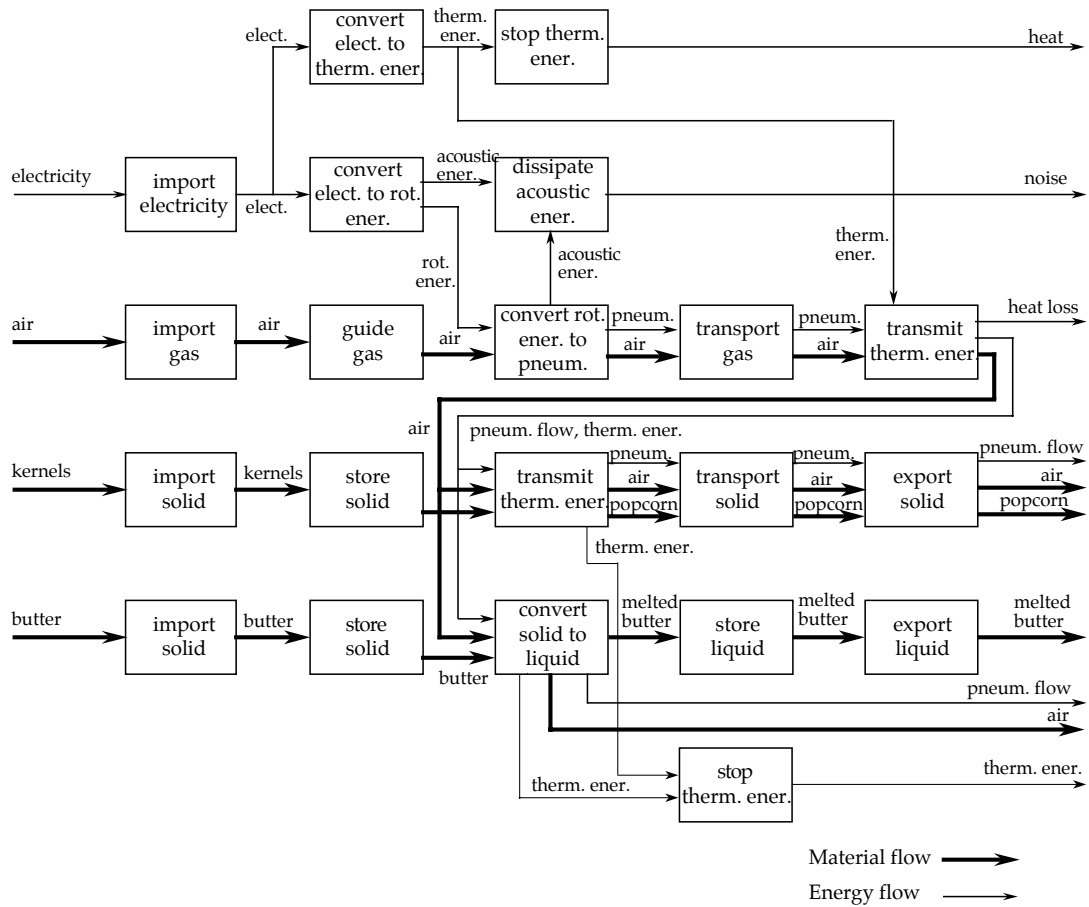 convert
elect. to
therm. ener.
therm.
ener.
stop therm.
ener.
heat
elect.
electricity
import
electricity
elect.
convert
elect. to rot.
ener.
acoustic
ener.
dissipate
acoustic
ener.
noise
rot.
ener.
acoustic
ener.
therm.
ener.
air
import
gas
air
guide
gas
air
convert rot.
ener. to
pneum.
pneum.
air
transport
gas
pneum.
air
transmit
therm. ener.
heat loss
air
pneum. flow, therm. ener.
kernels
import
solid
kernels
store
solid
transmit
therm. ener.
pneum.
air
popcorn
transport
solid
pneum.
air
popcorn
export
solid
pneum. flow
air
popcorn
therm. ener.
butter
import
solid
butter
store
solid
butter
convert
solid to
liquid
melted
butter
store
liquid
melted
butter
export
liquid
melted
butter
pneum. flow
air
therm. ener.
stop
therm. ener.
therm. ener.
Material flow
Energy flow